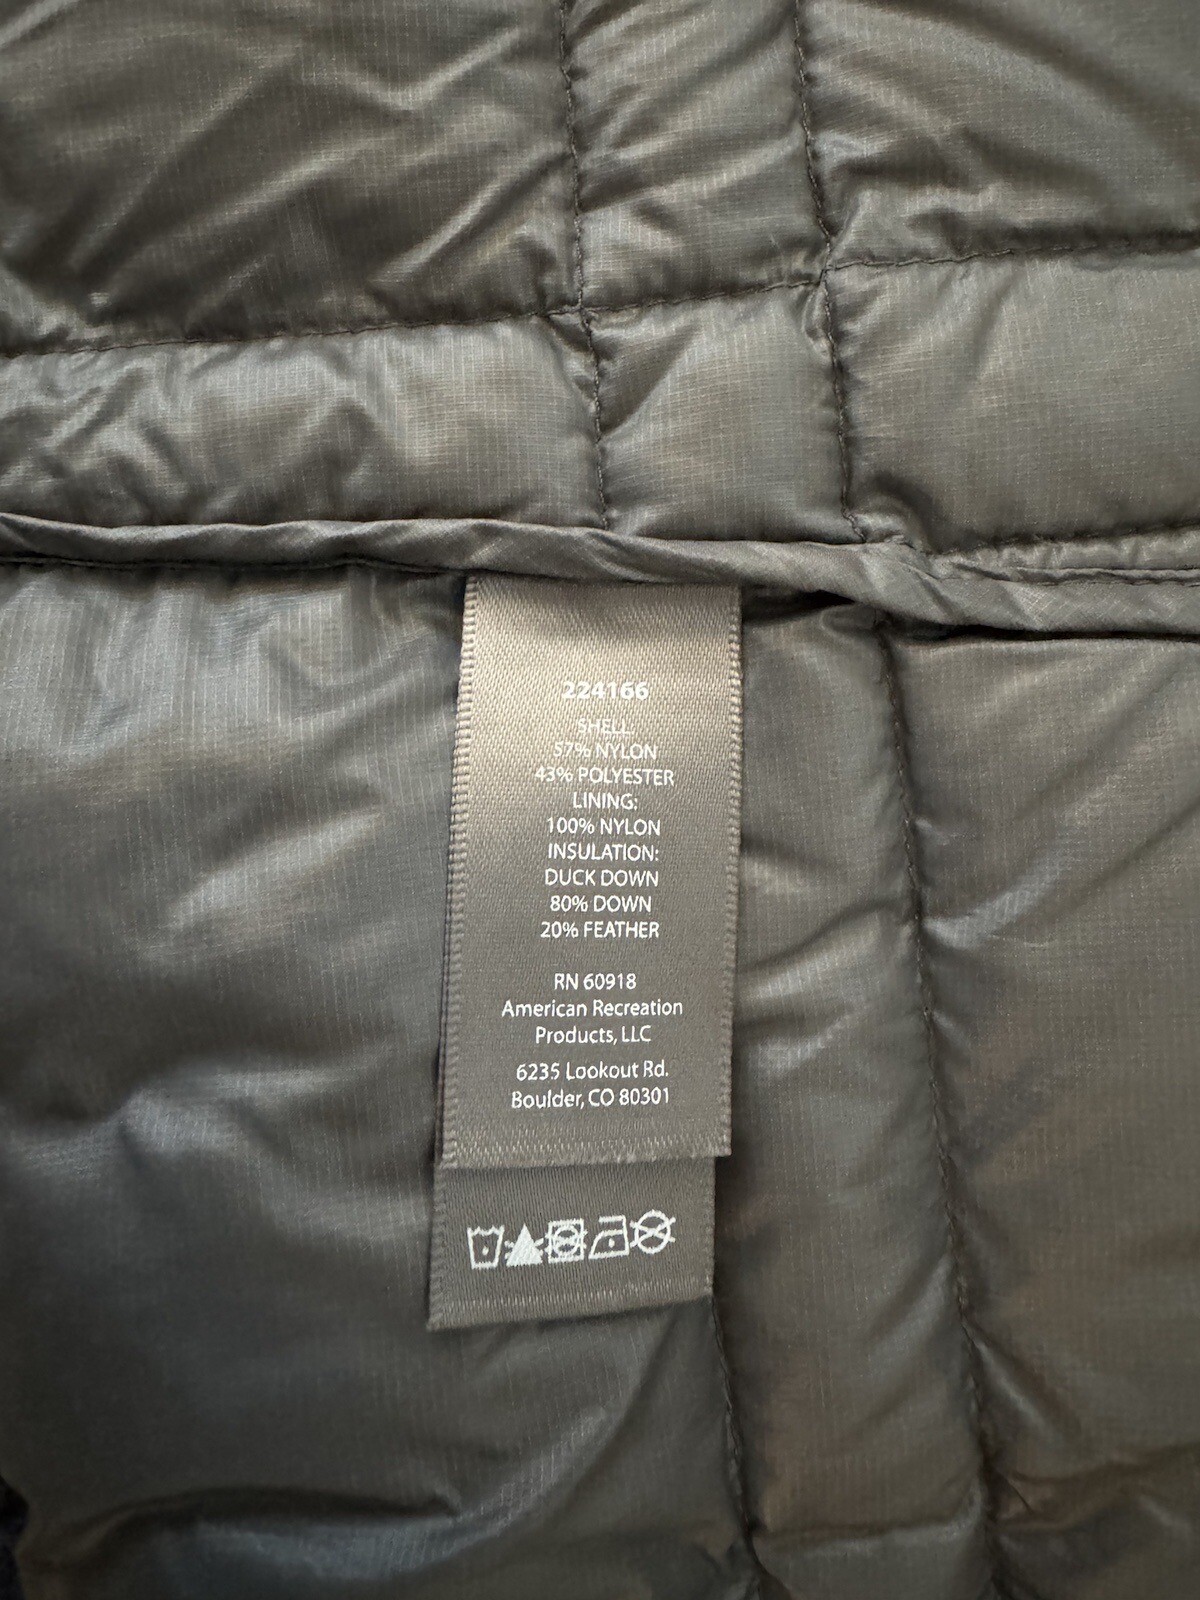 224166
SHELL:
57% NYLON
43% POLYESTER
LINING:
100% NYLON
INSULATION:
DUCK DOWN
80% DOWN
20% FEATHER
RN 60918
American Recreation
Products, LLC
6235 Lookout Rd.
Boulder, CO 80301